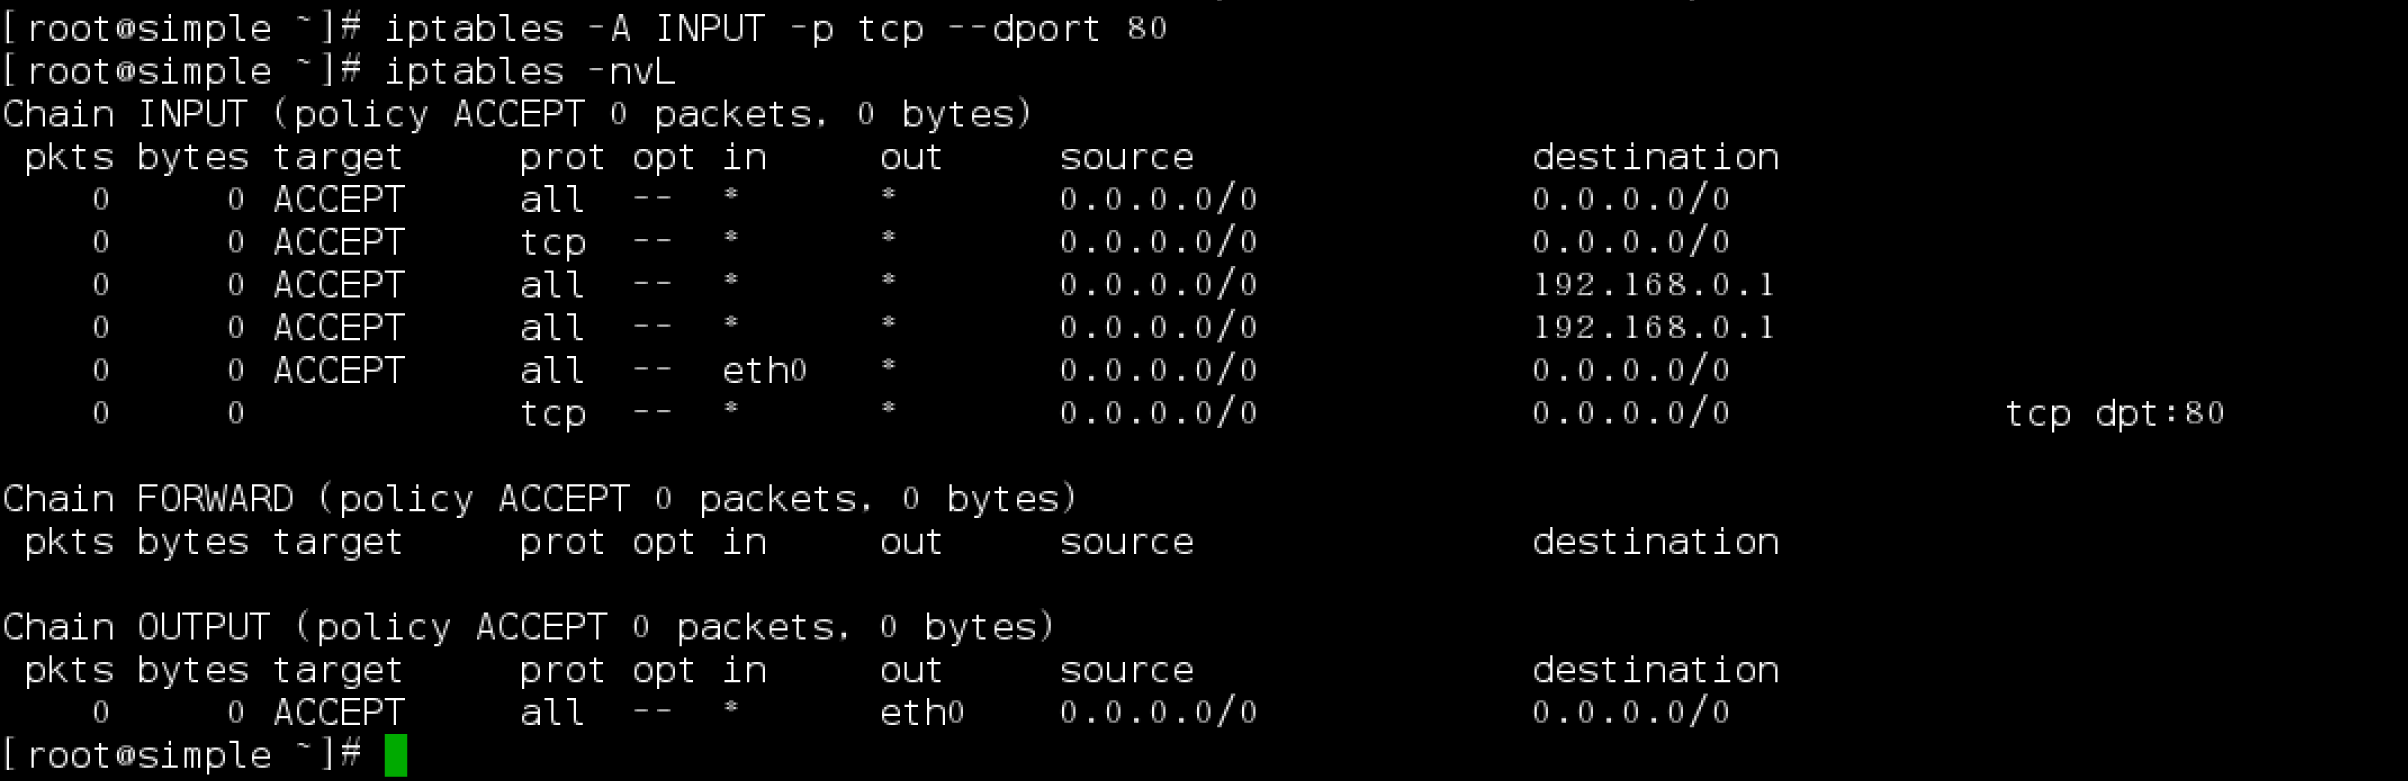 [root@simple ~]# iptables -A INPUT -p tcp --dport 80
[root@simple ~]# iptables -nvL
Chain INPUT (policy ACCEPT 0 packets, 0 bytes)
 pkts bytes target     prot opt in     out     source               destination
    0     0 ACCEPT     all  --  *      *       0.0.0.0/0            0.0.0.0/0
    0     0 ACCEPT     tcp  --  *      *       0.0.0.0/0            0.0.0.0/0
    0     0 ACCEPT     all  --  *      *       0.0.0.0/0            192.168.0.1
    0     0 ACCEPT     all  --  *      *       0.0.0.0/0            192.168.0.1
    0     0 ACCEPT     all  --  eth0   *       0.0.0.0/0            0.0.0.0/0
    0     0            tcp  --  *      *       0.0.0.0/0            0.0.0.0/0            tcp dpt:80
Chain FORWARD (policy ACCEPT 0 packets, 0 bytes)
 pkts bytes target     prot opt in     out     source               destination
Chain OUTPUT (policy ACCEPT 0 packets, 0 bytes)
 pkts bytes target     prot opt in     out     source               destination
    0     0 ACCEPT     all  --  *      eth0    0.0.0.0/0            0.0.0.0/0
[root@simple ~]#